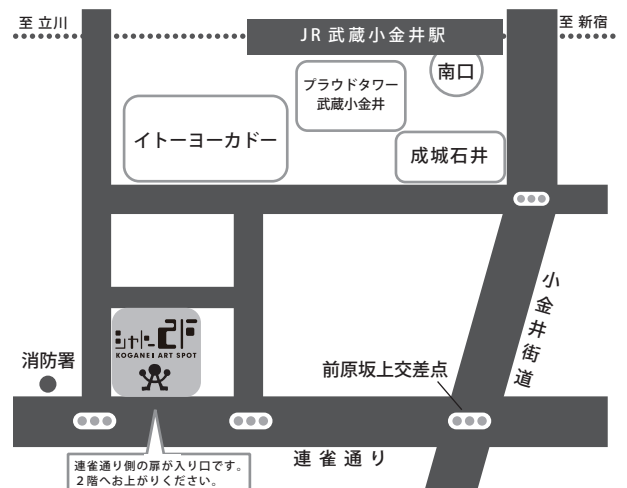 至 立川
至 新宿
JR 武蔵小金井駅
南口
プラウドタワー
武蔵小金井
イトーヨーカドー
成城石井
小金井街道
シャトー2F
KOGANEI ART SPOT
消防署
前原坂上交差点
連雀通り
連雀通り側の扉が入り口です。
2階へお上がりください。